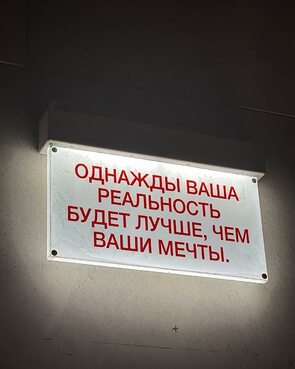 ОДНАЖДЫ ВАША
РЕАЛЬНОСТЬ
БУДЕТ ЛУЧШЕ, ЧЕМ
ВАШИ МЕЧТЫ.